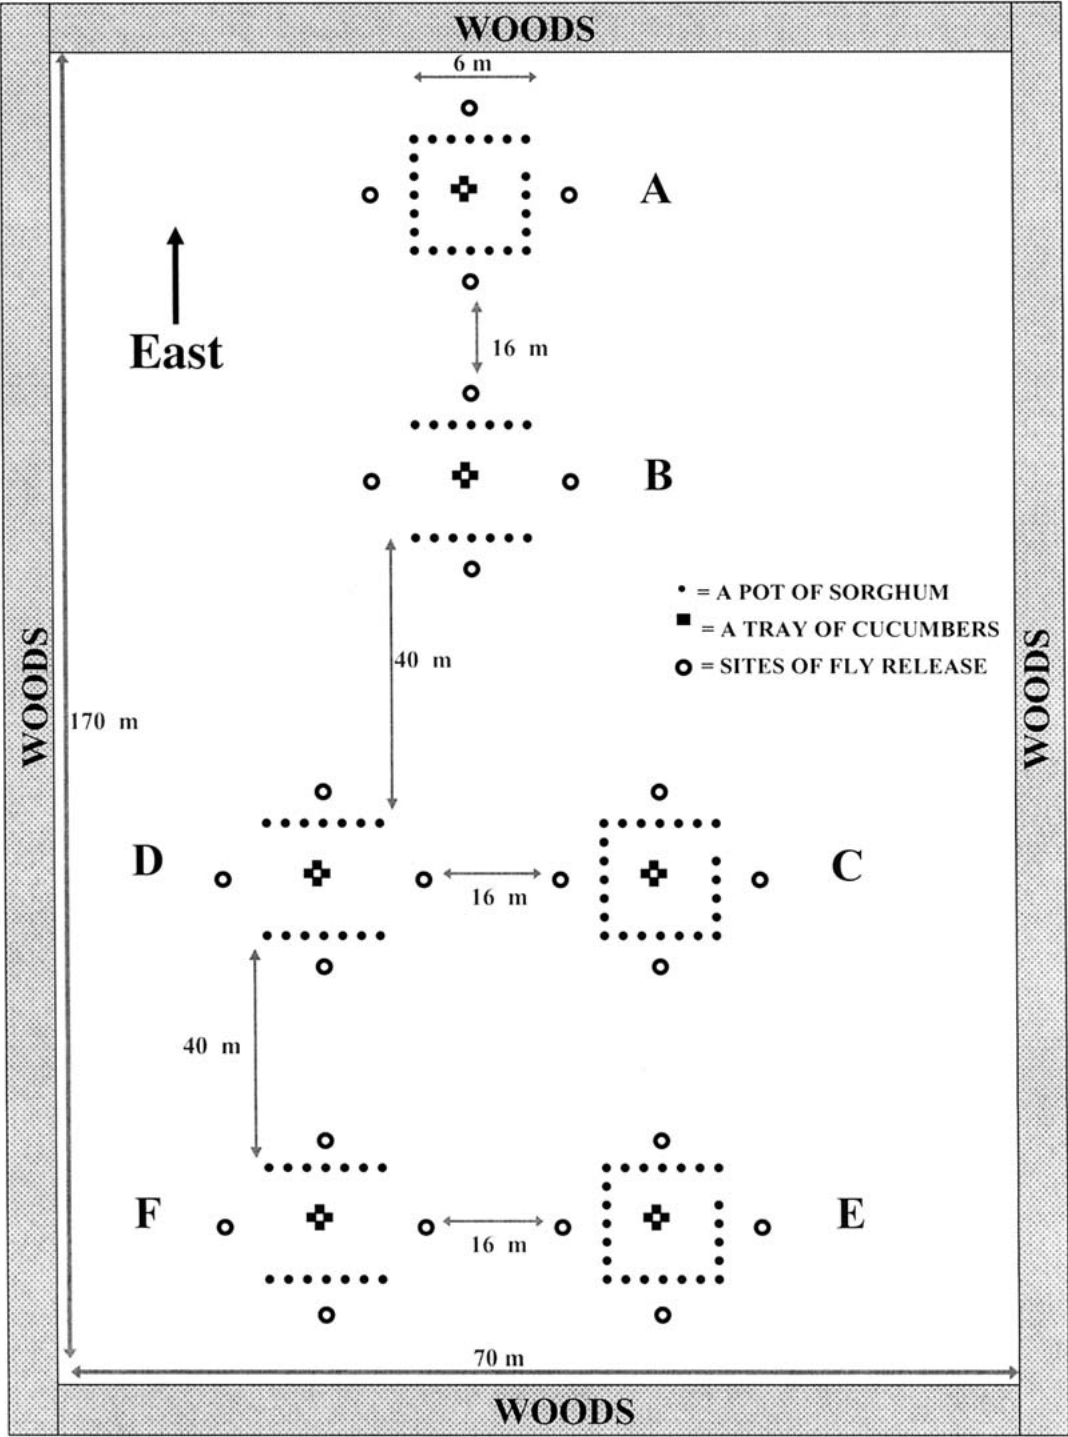 WOODS
6 m
A
East
16 m
B
• = A POT OF SORGHUM
■ = A TRAY OF CUCUMBERS
O = SITES OF FLY RELEASE
40 m
WOODS
WOODS
170 m
D
C
16 m
40 m
F
E
16 m
70 m
WOODS